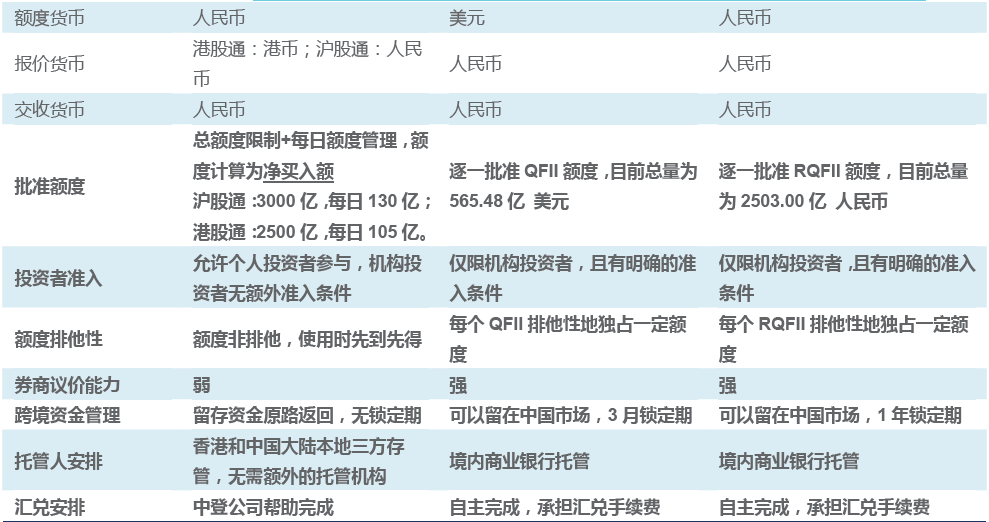 额度货币 人民币 美元 人民币
报价货币 港股通：港币；沪股通：人民币 人民币 人民币
交收货币 人民币 人民币 人民币
批准额度 总额度限制+每日额度管理，额度计算为净买入额 沪股通：3000 亿，每日 130 亿；港股通：2500 亿，每日 105 亿。 逐一批准 QFII 额度，目前总量为 565.48 亿 美元 逐一批准 RQFII 额度，目前总量为 2503.00 亿 人民币
投资者准入 允许个人投资者参与，机构投资者无额外准入条件 仅限机构投资者，且有明确的准入条件 仅限机构投资者，且有明确的准入条件
额度排他性 额度非排他，使用时先到先得 每个 QFII 排他性地独占一定额度 每个 RQFII 排他性地独占一定额度
券商议价能力 弱 强 强
跨境资金管理 留存资金原路返回，无锁定期 可以留在中国市场，3 月锁定期 可以留在中国市场，1 年锁定期
托管人安排 香港和中国大陆本地三方存管，无需额外的托管机构 境内商业银行托管 境内商业银行托管
汇兑安排 中登公司帮助完成 自主完成，承担汇兑手续费 自主完成，承担汇兑手续费